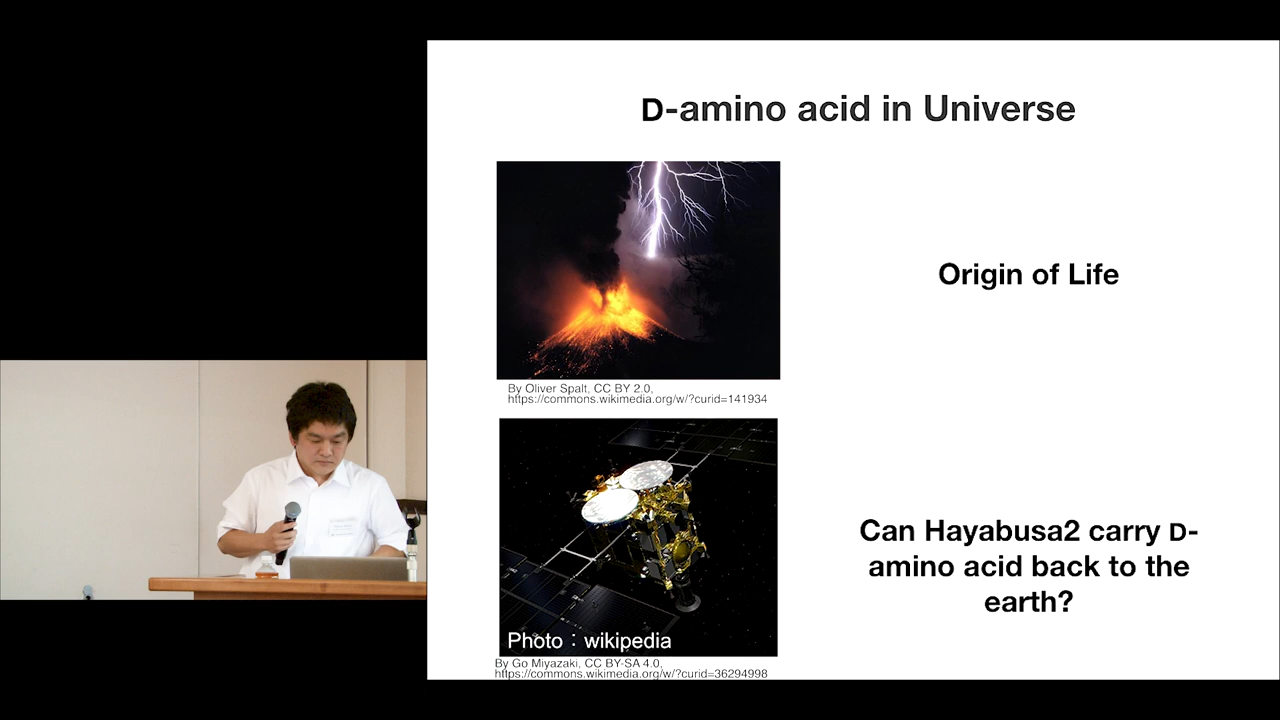 D-amino acid in Universe
Origin of Life
By Oliver Spalt, CC BY 2.0,
https://commons.wikimedia.org/w/?curid=141934
Can Hayabusa2 carry D-
amino acid back to the
earth?
Photo：wikipedia
By Go Miyazaki, CC BY-SA 4.0,
https://commons.wikimedia.org/w/?curid=36294998